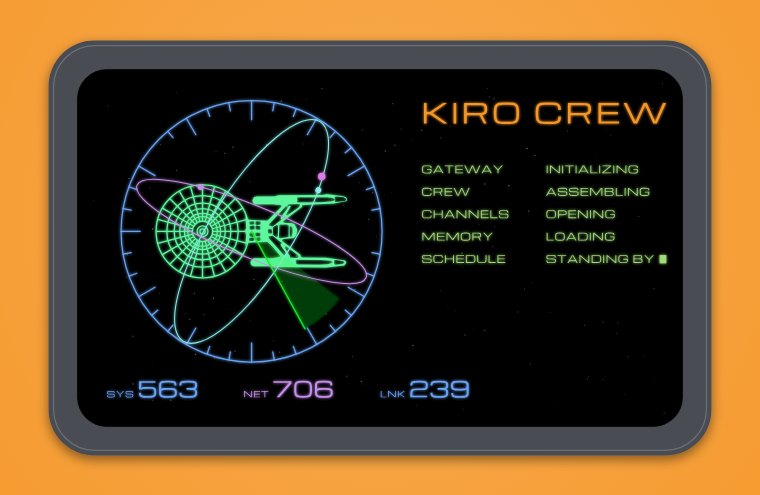 KIRO CREW
GATEWAY INITIALIZING
CREW ASSEMBLING
CHANNELS OPENING
MEMORY LOADING
SCHEDULE STANDING BY
SYS 563 NET 706 LNK 239